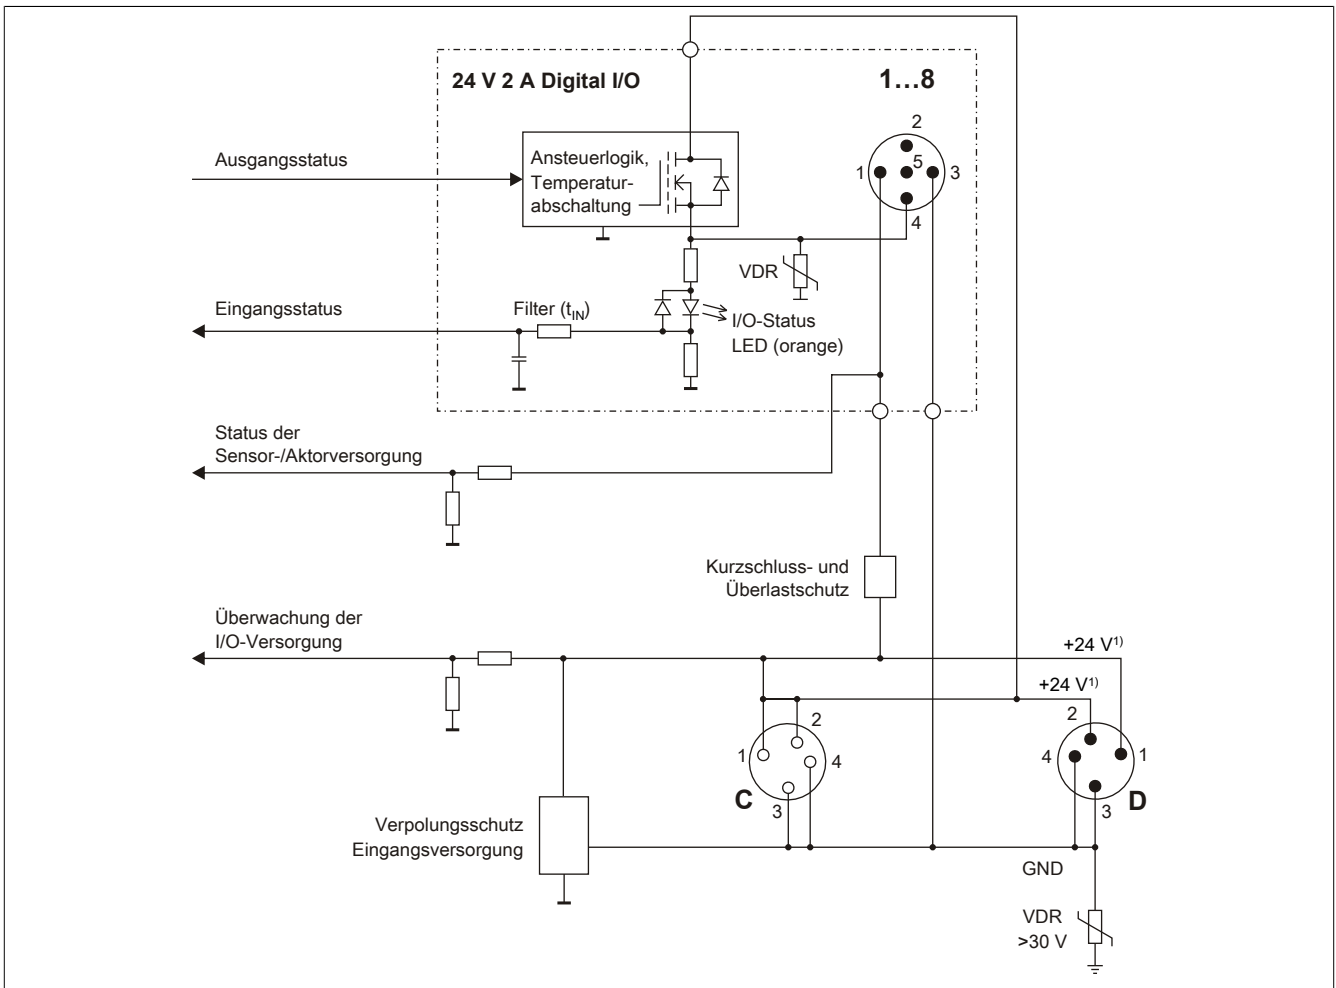 24 V 2 A Digital I/O
1...8
2
Ausgangsstatus
Ansteuerlogik,
Temperatur-
abschaltung
1
5
3
4
VDR
Eingangsstatus
Filter (tIN)
I/O-Status
LED (orange)
Status der
Sensor-/Aktorversorgung
Kurzschluss- und
Überlastschutz
Überwachung der
I/O-Versorgung
+24 V1)
+24 V1)
2
2
1
4
4
1
C
3
3
D
Verpolungsschutz
Eingangsversorgung
GND
VDR
>30 V